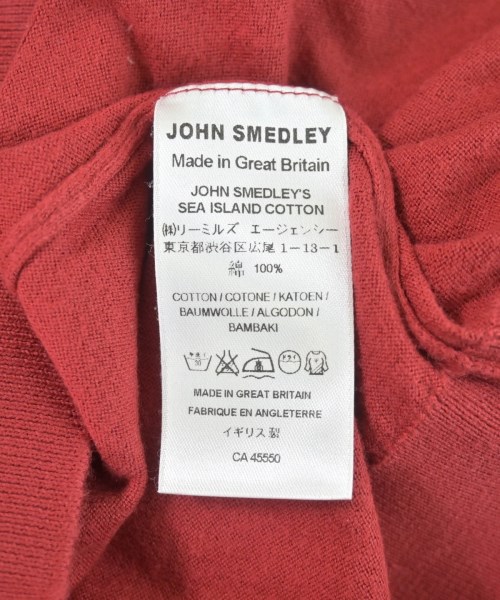 JOHN SMEDLEY
Made in Great Britain
JOHN SMEDLEY'S
SEA ISLAND COTTON
㈱リーミルズ エージェンシー
東京都渋谷区広尾1-13-1
綿 100%
COTTON / COTONE / KATOEN /
BAUMWOLLE / ALGODON /
BAMBAKI
MADE IN GREAT BRITAIN
FABRIQUE EN ANGLETERRE
イギリス製
CA 45550